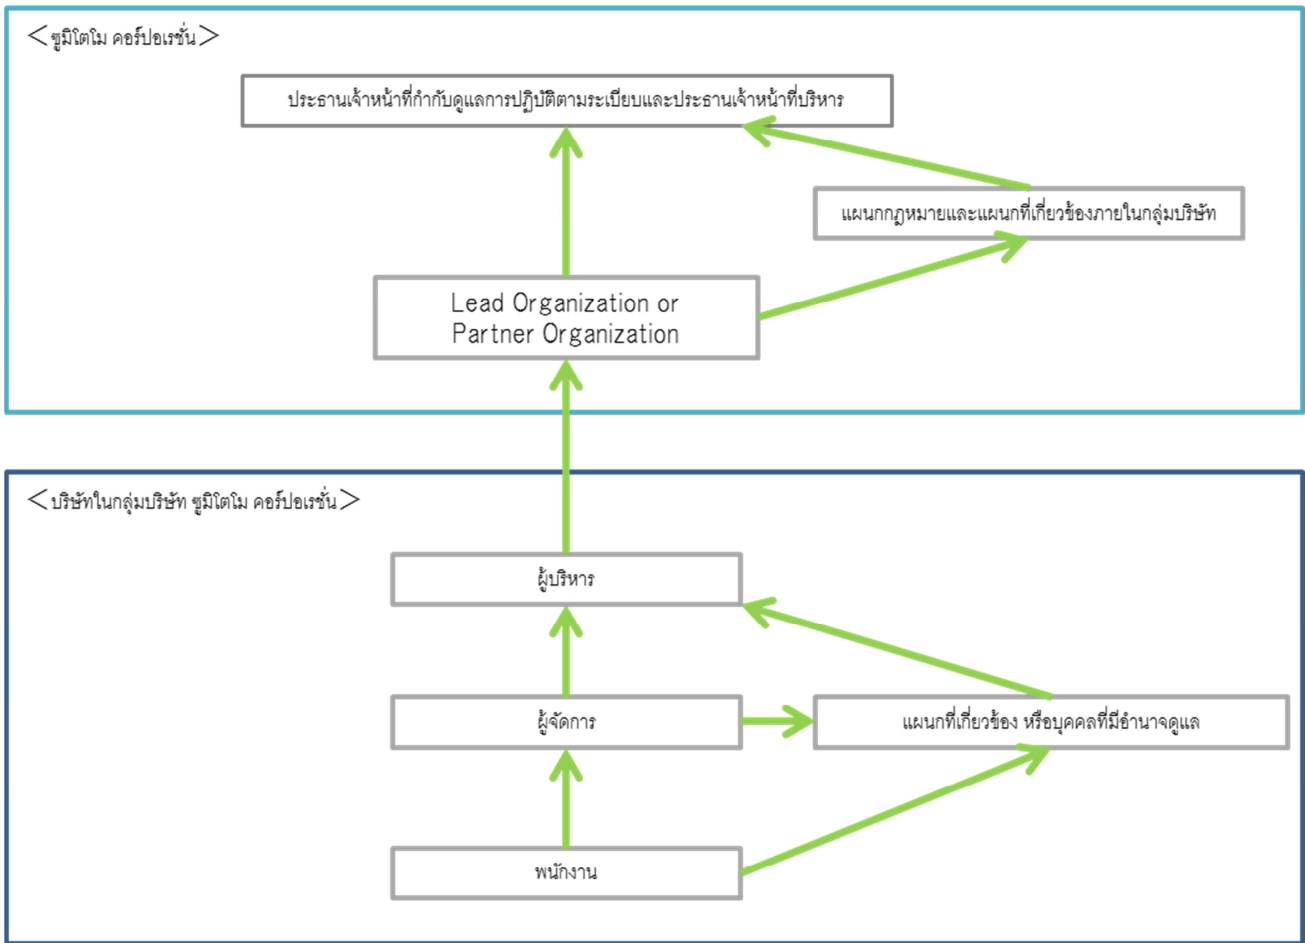 ＜ซูมิโตโม คอร์ปอเรชั่น＞
ประธานเจ้าหน้าที่กำกับดูแลการปฏิบัติตามระเบียบและประธานเจ้าหน้าที่บริหาร
แผนกกฎหมายและแผนกที่เกี่ยวข้องภายในกลุ่มบริษัท
Lead Organization or
Partner Organization
＜บริษัทในกลุ่มบริษัท ซูมิโตโม คอร์ปอเรชั่น＞
ผู้บริหาร
ผู้จัดการ
แผนกที่เกี่ยวข้อง หรือบุคคลที่มีอำนาจดูแล
พนักงาน